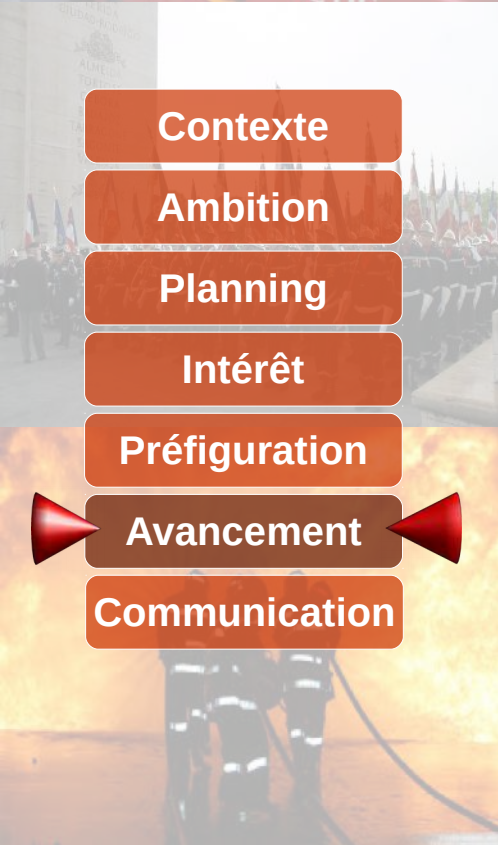 Contexte
Ambition
Planning
Intérêt
Préfiguration
Avancement
Communication